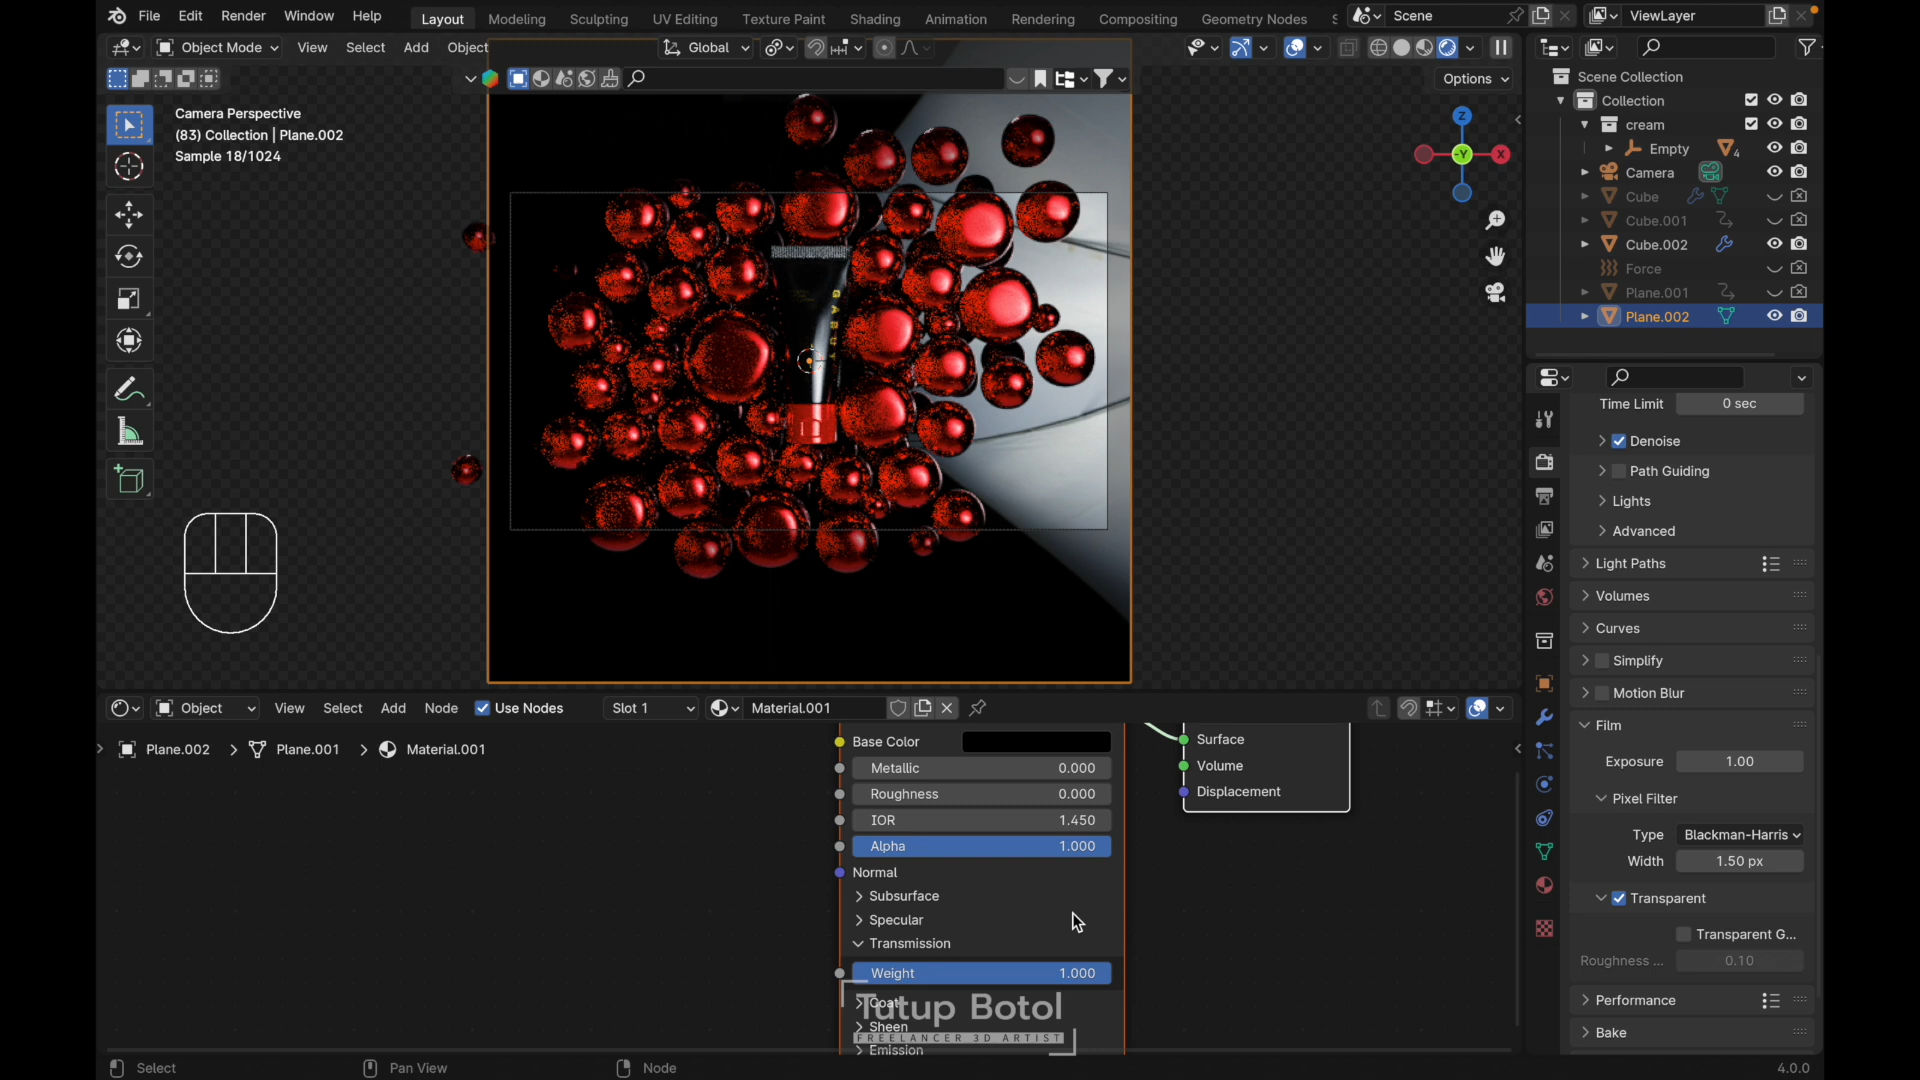 File Edit Render Window Help Layout Modeling Sculpting UV Editing Texture Paint Shading Animation Rendering Compositing Geometry Nodes S Scene ViewLayer
Object Mode View Select Add Object Global
Options
Camera Perspective
(83) Collection | Plane.002
Sample 18/1024
Z
-Y
X
Scene Collection
Collection
cream
Empty 4
Camera
Cube
Cube.001
Cube.002
Force
Plane.001
Plane.002
Time Limit 0 sec
Denoise
Path Guiding
Lights
Advanced
Light Paths
Volumes
Curves
Simplify
Motion Blur
Film
Exposure 1.00
Pixel Filter
Type Blackman-Harris
Width 1.50 px
Transparent
Transparent G...
Roughness ... 0.10
Performance
Bake
Object View Select Add Node Use Nodes Slot 1 Material.001
Plane.002 Plane.001 Material.001
Base Color
Metallic 0.000
Roughness 0.000
IOR 1.450
Alpha 1.000
Normal
Subsurface
Specular
Transmission
Weight 1.000
Coat
Sheen
Emission
Surface
Volume
Displacement
Tutup Botol
FREELANCER 3D ARTIST
Select Pan View Node 4.0.0